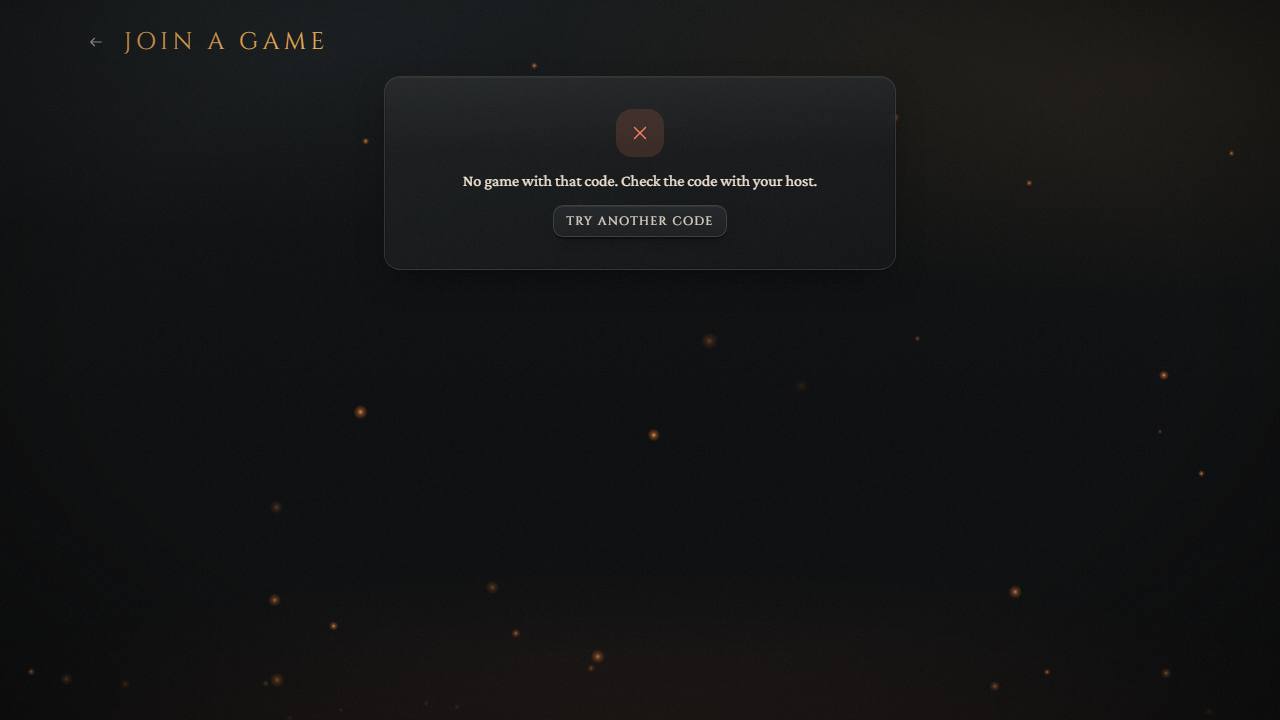 JOIN A GAME
No game with that code. Check the code with your host.
TRY ANOTHER CODE